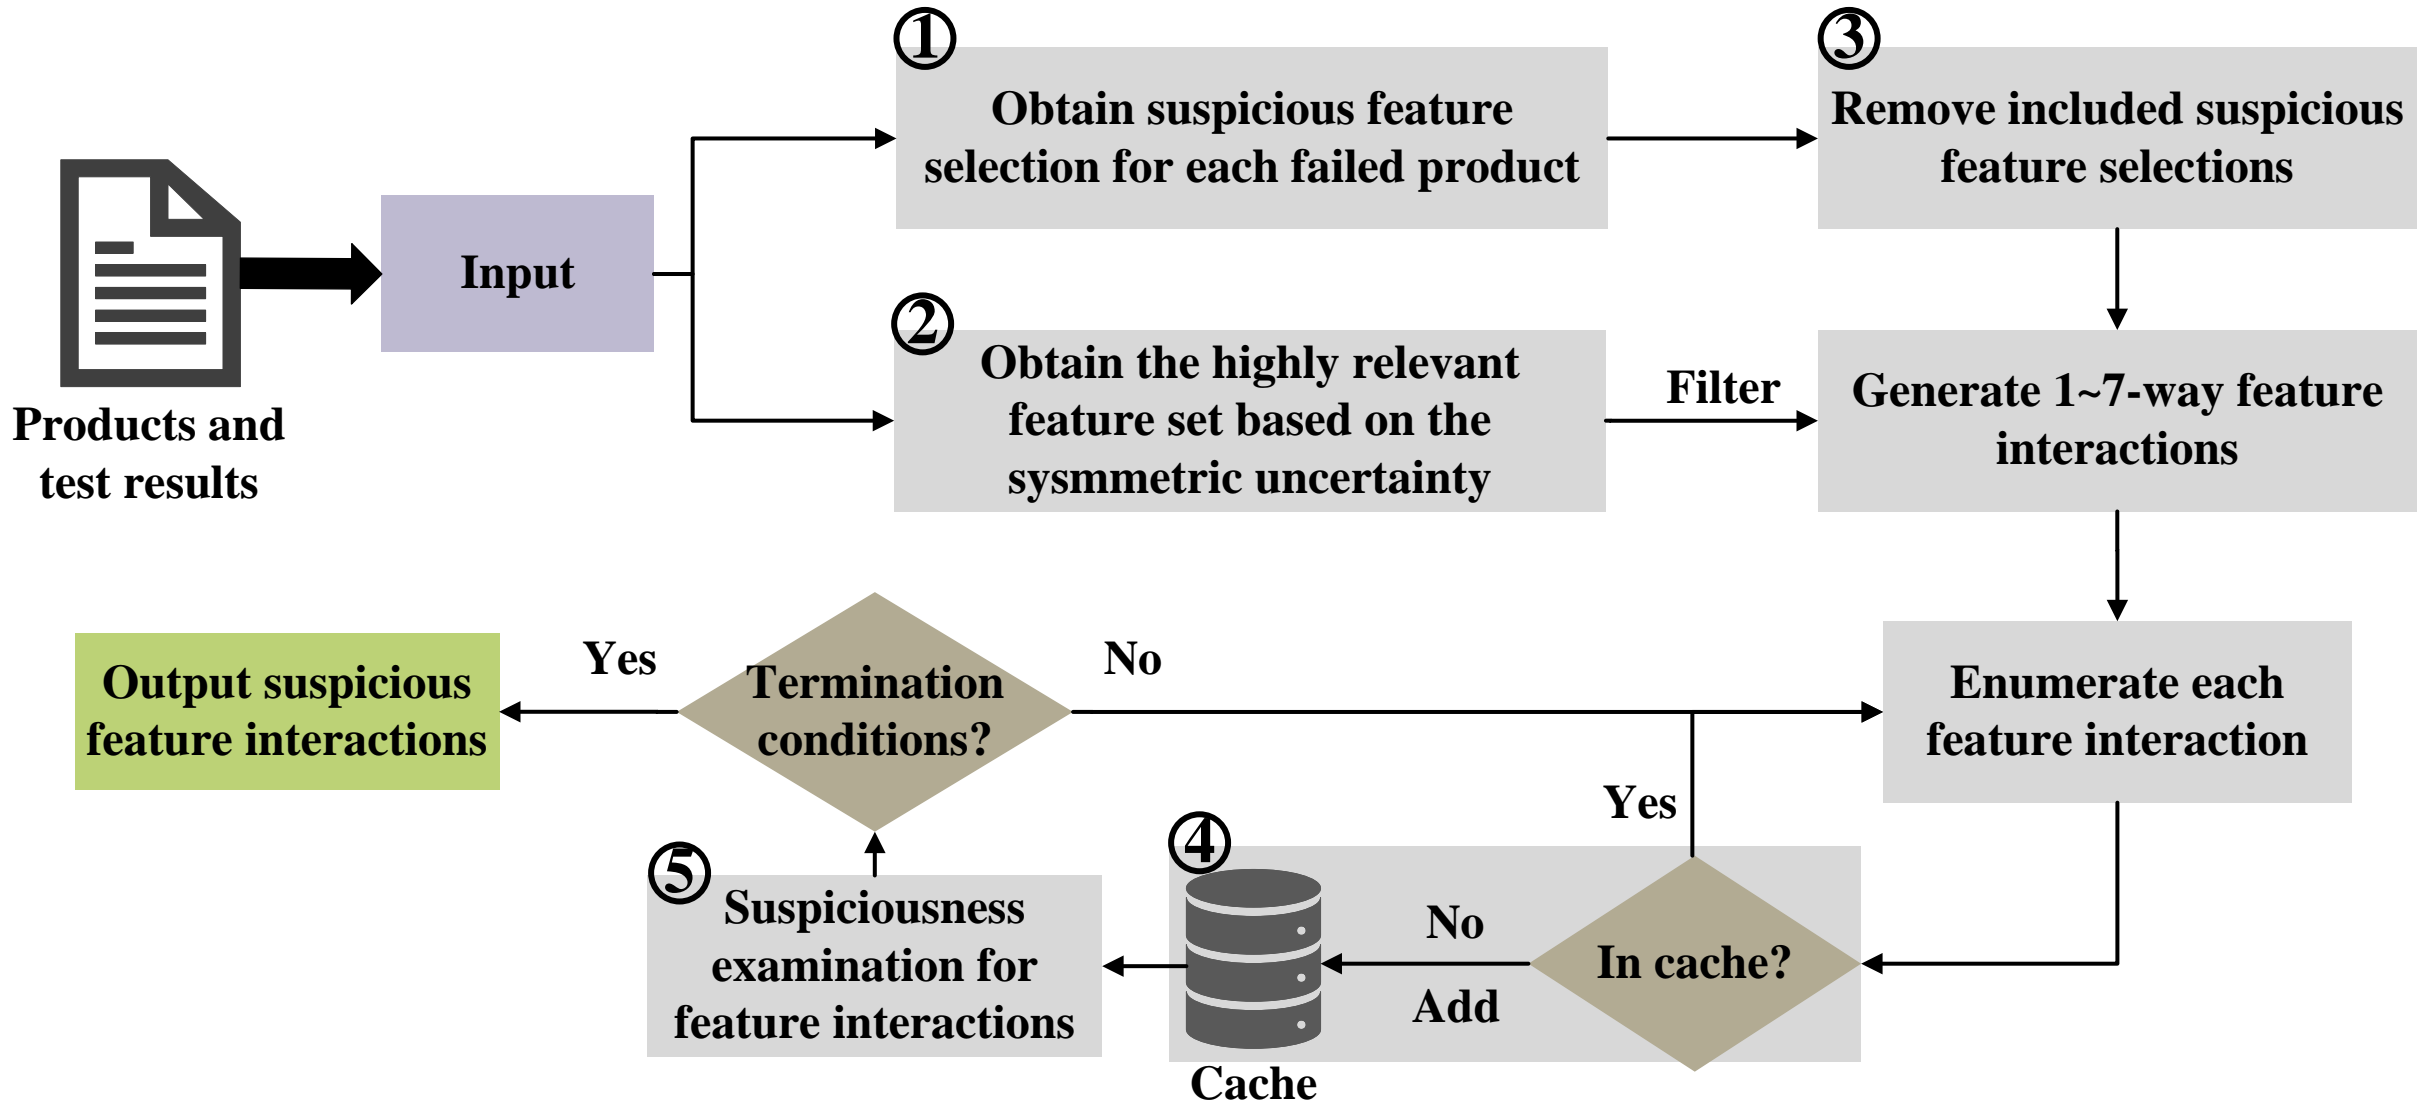 ①
Obtain suspicious feature
selection for each failed product
③
Remove included suspicious
feature selections
Products and
test results
Input
②
Obtain the highly relevant
feature set based on the
sysmmetric uncertainty
Filter
Generate 1~7-way feature
interactions
Output suspicious
feature interactions
Yes
Termination
conditions?
No
Enumerate each
feature interaction
Yes
④
No
Add
In cache?
Cache
⑤
Suspiciousness
examination for
feature interactions